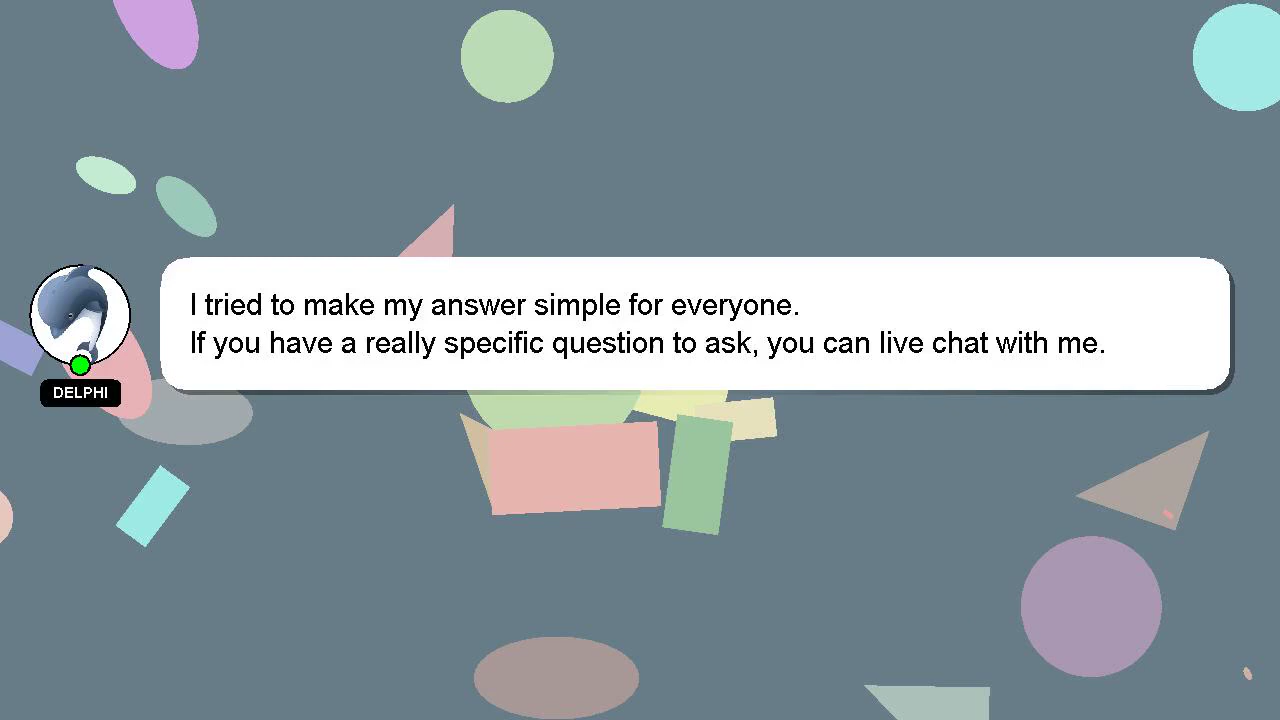 I tried to make my answer simple for everyone.
If you have a really specific question to ask, you can live chat with me.
DELPHI